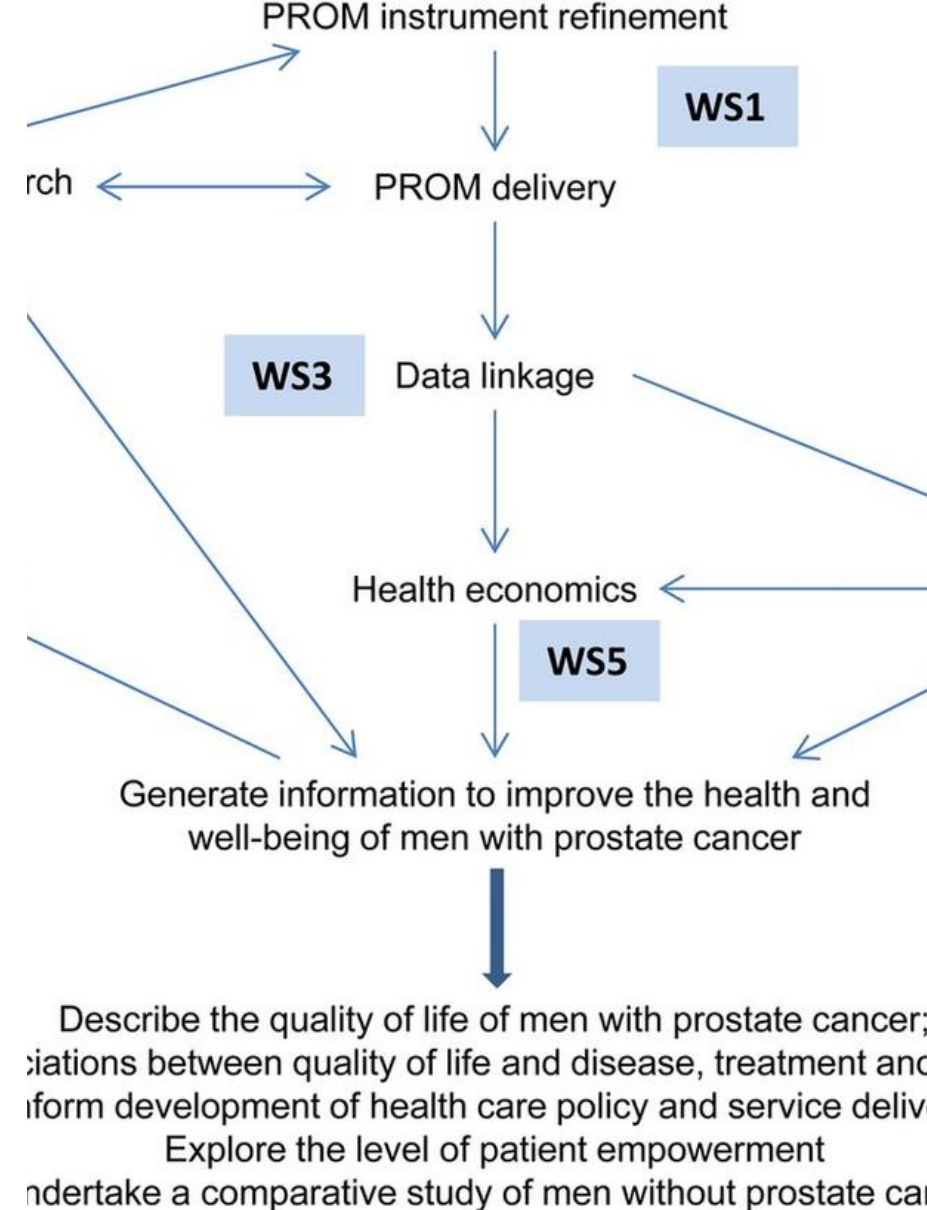 PROM instrument refinement
WS1
rch
PROM delivery
WS3
Data linkage
Health economics
WS5
Generate information to improve the health and
well-being of men with prostate cancer
Describe the quality of life of men with prostate cancer;
ciations between quality of life and disease, treatment and
nform development of health care policy and service deliv
Explore the level of patient empowerment
ndertake a comparative study of men without prostate ca